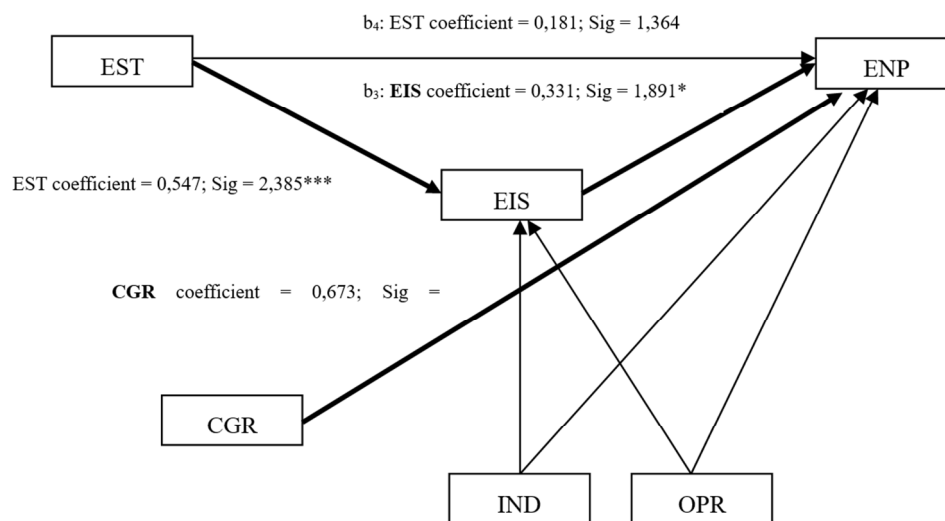 b₄: EST coefficient = 0,181; Sig = 1,364
EST
ENP
b₃: EIS coefficient = 0,331; Sig = 1,891*
EST coefficient = 0,547; Sig = 2,385***
EIS
CGR coefficient = 0,673; Sig =
CGR
IND
OPR